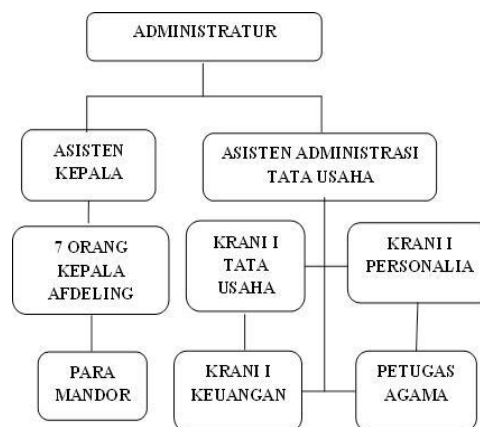 ADMINISTRATUR
ASISTEN
KEPALA
ASISTEN ADMINISTRASI
TATA USAHA
7 ORANG
KEPALA
AFDELING
KRANI I
TATA
USAHA
KRANI I
PERSONALIA
PARA
MANDOR
KRANI I
KEUANGAN
PETUGAS
AGAMA